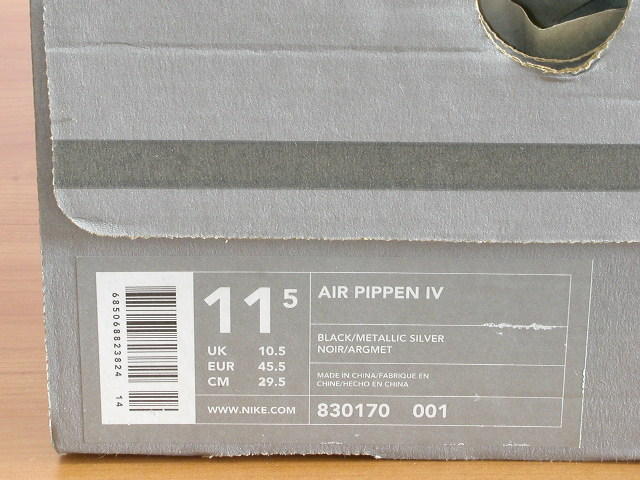 685068823824 14
11 5
UK 10.5
EUR 45.5
CM 29.5
WWW.NIKE.COM
AIR PIPPEN IV
BLACK/METALLIC SILVER
NOIR/ARGMET
MADE IN CHINA/FABRIQUE EN
CHINE/HECHO EN CHINA
830170 001